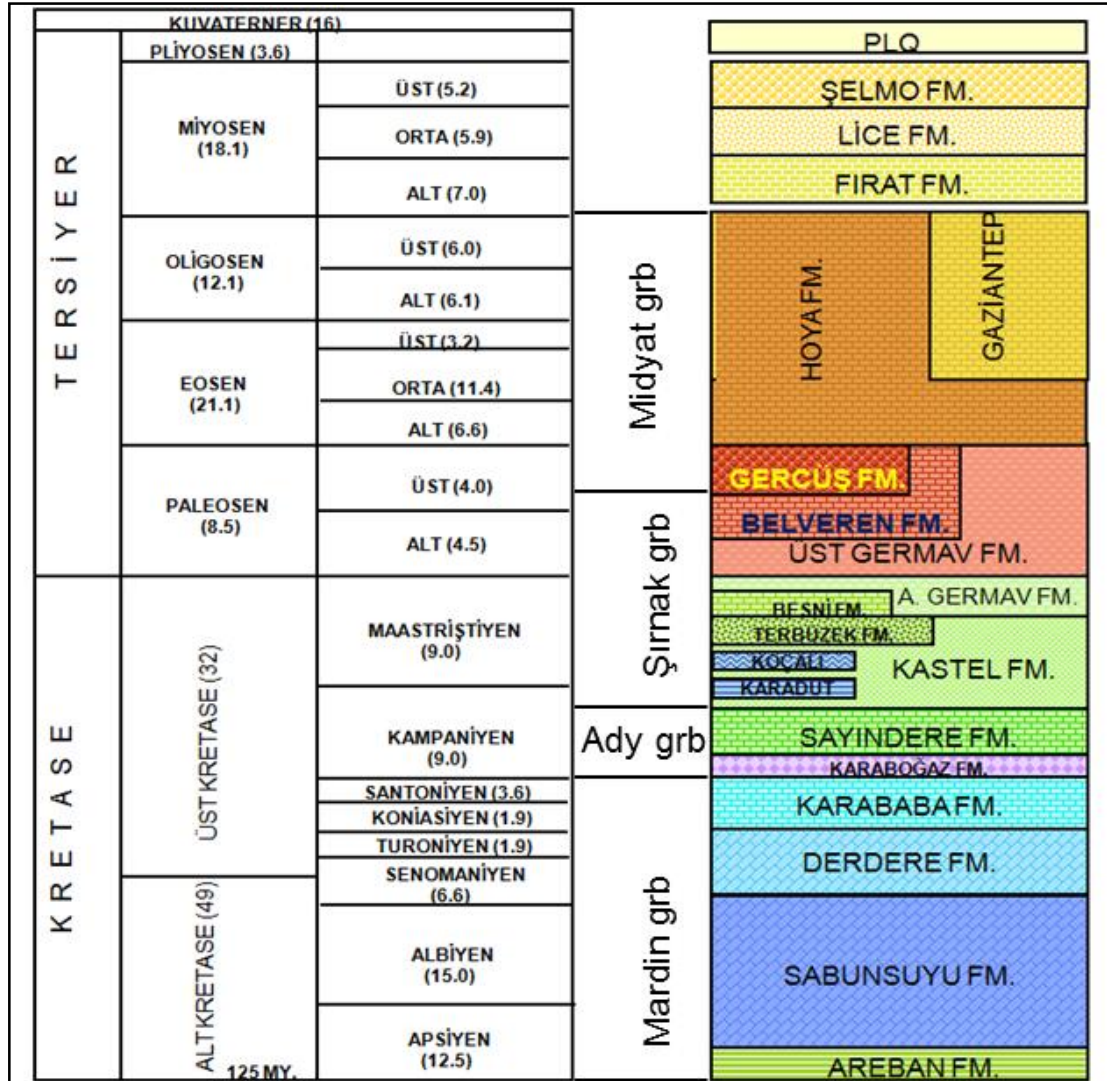 KUVATERNER (16)
TERSİYER
PLİYOSEN (3.6)
MİYOSEN
(18.1)
ÜST (5.2)
ORTA (5.9)
ALT (7.0)
OLİGOSEN
(12.1)
ÜST (6.0)
ALT (6.1)
EOSEN
(21.1)
ÜST (3.2)
ORTA (11.4)
ALT (6.6)
PALEOSEN
(8.5)
ÜST (4.0)
ALT (4.5)
KRETASE
ÜST KRETASE (32)
MAASTRİŞTİYEN
(9.0)
KAMPANİYEN
(9.0)
SANTONİYEN (3.6)
KONİASİYEN (1.9)
TURONİYEN (1.9)
SENOMANİYEN
(6.6)
ALT KRETASE (49)
ALBİYEN
(15.0)
APSİYEN
(12.5)
125 MY.
Midyat grb
Şırnak grb
Ady grb
Mardin grb
PLQ
ŞELMO FM.
LİCE FM.
FIRAT FM.
HOYA FM.
GAZİANTEP
GERCÜŞ FM.
BELVEREN FM.
ÜST GERMAV FM.
A. GERMAV FM.
BESNİ FM.
TERBUZEK FM.
KOÇALI
KARADUT
KASTEL FM.
SAYINDERE FM.
KARABOĞAZ FM.
KARABABA FM.
DERDERE FM.
SABUNSUYU FM.
AREBAN FM.